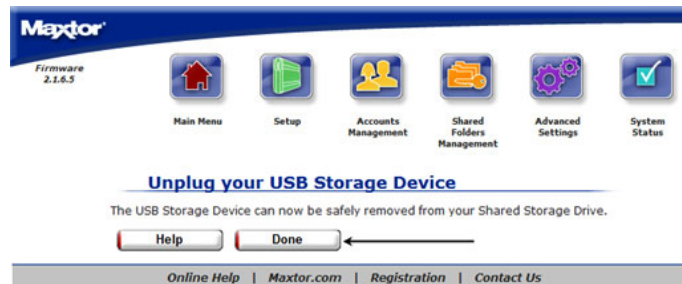 Maxtor
Firmware
2.1.6.5
Main Menu
Setup
Accounts
Management
Shared
Folders
Management
Advanced
Settings
System
Status
Unplug your USB Storage Device
The USB Storage Device can now be safely removed from your Shared Storage Drive.
Help
Done
Online Help | Maxtor.com | Registration | Contact Us